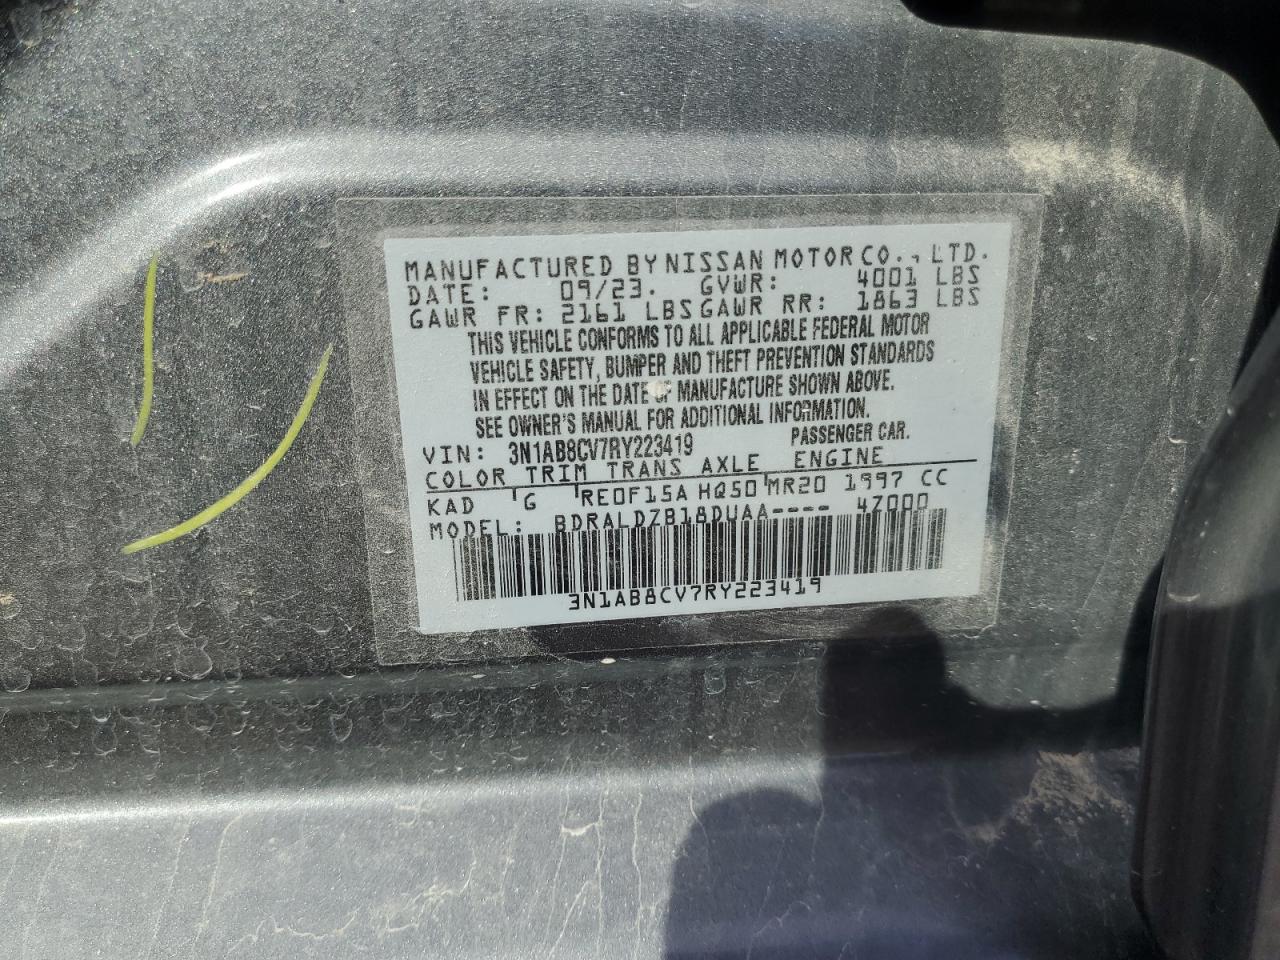 MANUFACTURED BY NISSAN MOTOR CO., LTD.
DATE: 09/23. GVWR: 4001 LBS
GAWR FR: 2161 LBS GAWR RR: 1863 LBS
THIS VEHICLE CONFORMS TO ALL APPLICABLE FEDERAL MOTOR
VEHICLE SAFETY, BUMPER AND THEFT PREVENTION STANDARDS
IN EFFECT ON THE DATE OF MANUFACTURE SHOWN ABOVE.
SEE OWNER'S MANUAL FOR ADDITIONAL INFORMATION.
VIN: 3N1AB8CV7RY223419 PASSENGER CAR.
COLOR TRIM TRANS AXLE ENGINE
KAD G RE0F15A HQ50 MR20 1997 CC
MODEL: BDRALDZB18DUAA---- 4Z000
3N1AB8CV7RY223419